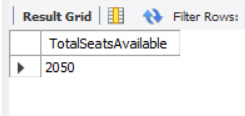 Result Grid Filter Rows:
TotalSeatsAvailable
2050